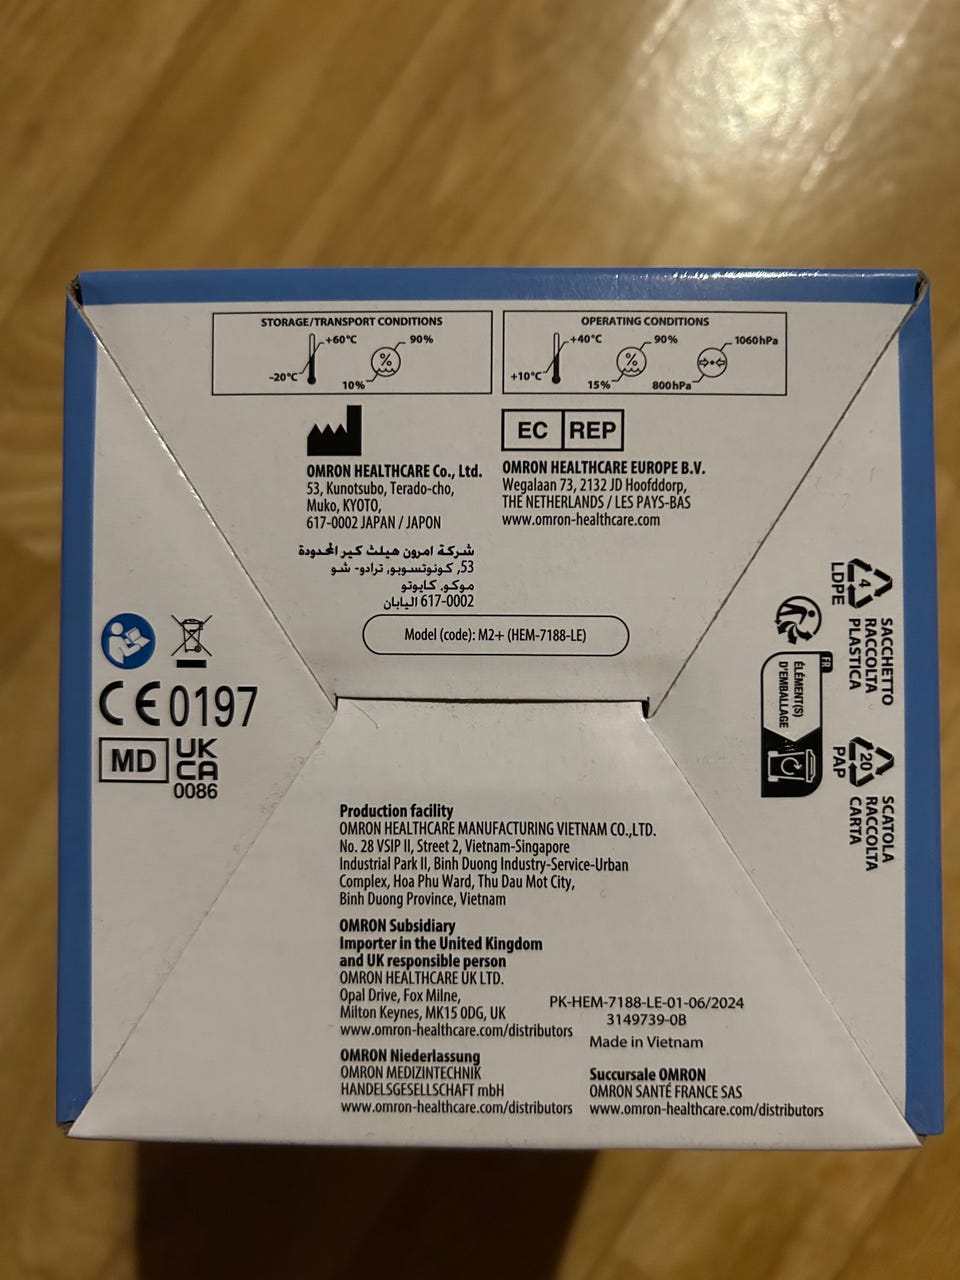 STORAGE/TRANSPORT CONDITIONS
+60°C
90%
-20°C
10%
OPERATING CONDITIONS
+40°C
90%
1060hPa
+10°C
15%
800hPa
%
%
OMRON HEALTHCARE Co., Ltd.
53, Kunotsubo, Terado-cho,
Muko, KYOTO,
617-0002 JAPAN / JAPON
شركة امرون هيلث كير المحدودة
53, كونوتسوبو, ترادو- شو
موكو, كايوتو
617-0002 اليابان
EC REP
OMRON HEALTHCARE EUROPE B.V.
Wegalaan 73, 2132 JD Hoofddorp,
THE NETHERLANDS / LES PAYS-BAS
www.omron-healthcare.com
Model (code): M2+ (HEM-7188-LE)
CE0197
MD
UK
CA
0086
4
LDPE
SACCHETTO
RACCOLTA
PLASTICA
FR
ÉLÉMENT(S)
D'EMBALLAGE
20
PAP
SCATOLA
RACCOLTA
CARTA
Production facility
OMRON HEALTHCARE MANUFACTURING VIETNAM CO.,LTD.
No. 28 VSIP II, Street 2, Vietnam-Singapore
Industrial Park II, Binh Duong Industry-Service-Urban
Complex, Hoa Phu Ward, Thu Dau Mot City,
Binh Duong Province, Vietnam
OMRON Subsidiary
Importer in the United Kingdom
and UK responsible person
OMRON HEALTHCARE UK LTD.
Opal Drive, Fox Milne,
Milton Keynes, MK15 0DG, UK
www.omron-healthcare.com/distributors
PK-HEM-7188-LE-01-06/2024
3149739-0B
Made in Vietnam
OMRON Niederlassung
OMRON MEDIZINTECHNIK
HANDELSGESELLSCHAFT mbH
www.omron-healthcare.com/distributors
Succursale OMRON
OMRON SANTÉ FRANCE SAS
www.omron-healthcare.com/distributors